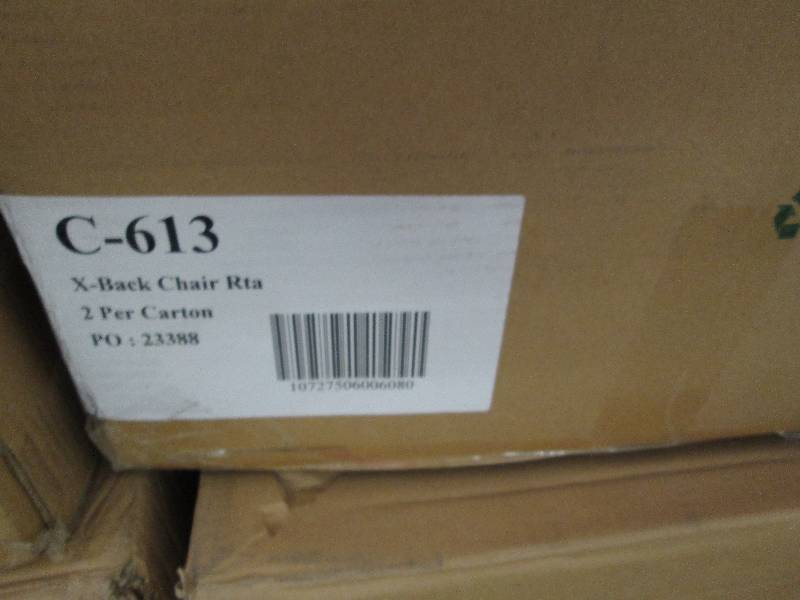 C-613
X-Back Chair Rta
2 Per Carton
PO : 23388
10727506006080